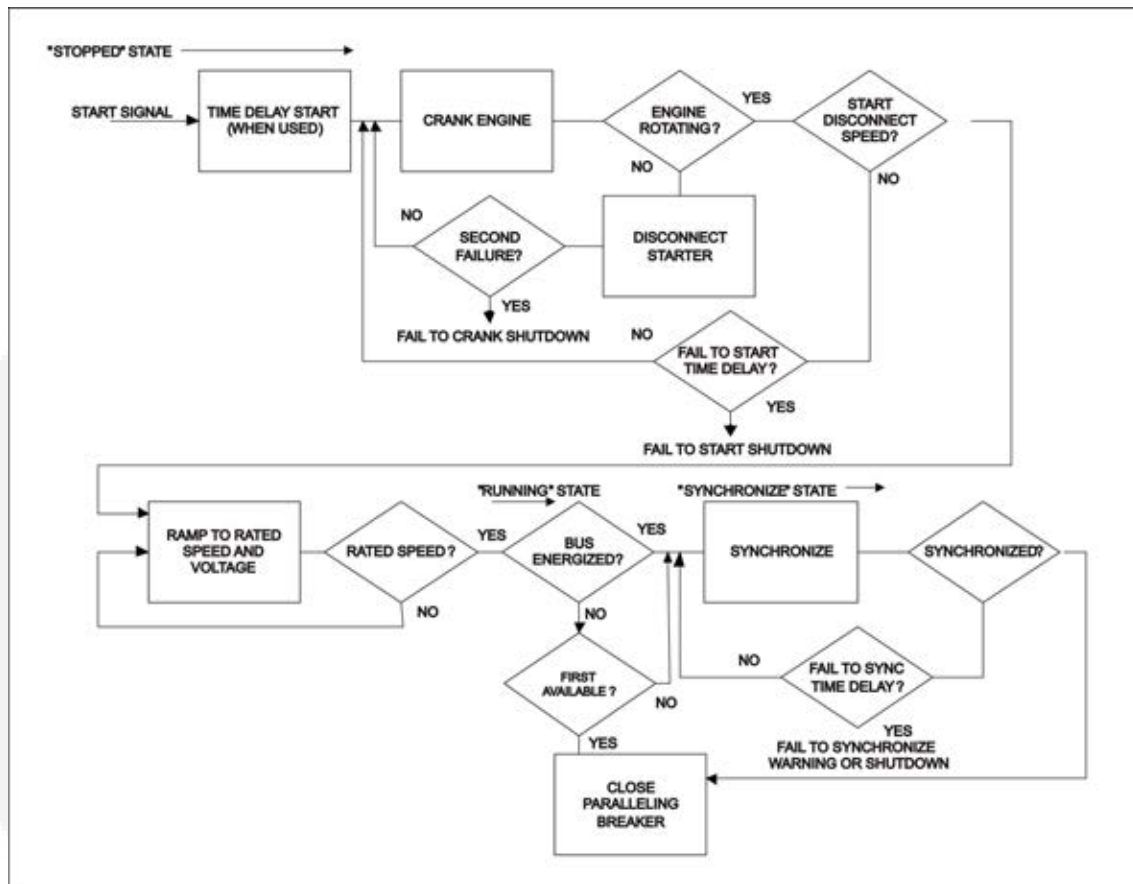 "STOPPED" STATE
START SIGNAL
TIME DELAY START
(WHEN USED)
CRANK ENGINE
ENGINE
ROTATING?
YES
START
DISCONNECT
SPEED?
NO
NO
NO
SECOND
FAILURE?
DISCONNECT
STARTER
YES
FAIL TO CRANK SHUTDOWN
NO
FAIL TO START
TIME DELAY?
YES
FAIL TO START SHUTDOWN
"RUNNING" STATE
"SYNCHRONIZE" STATE
RAMP TO RATED
SPEED AND
VOLTAGE
RATED SPEED?
YES
BUS
ENERGIZED?
YES
SYNCHRONIZE
SYNCHRONIZED?
NO
NO
FIRST
AVAILABLE?
NO
NO
FAIL TO SYNC
TIME DELAY?
YES
YES
FAIL TO SYNCHRONIZE
WARNING OR SHUTDOWN
CLOSE
PARALLELING
BREAKER